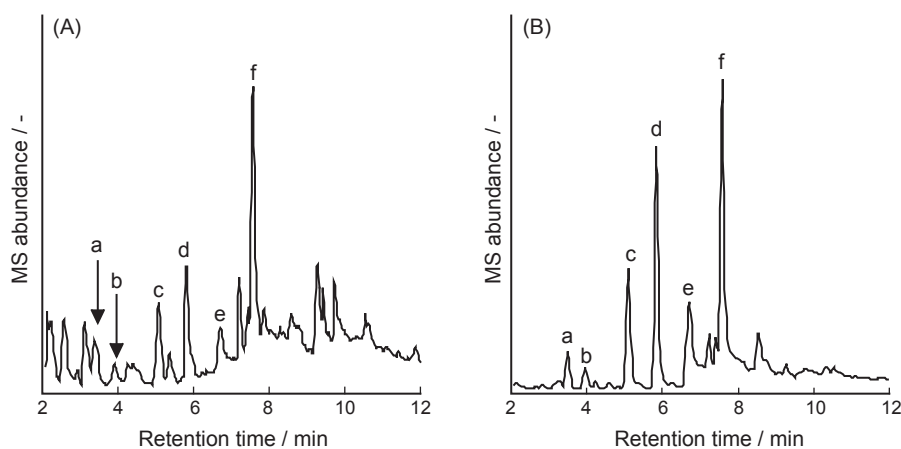 (A)
MS abundance / -
a
b
c
d
e
f
2
4
6
8
10
12
Retention time / min
(B)
MS abundance / -
a
b
c
d
e
f
2
4
6
8
10
12
Retention time / min